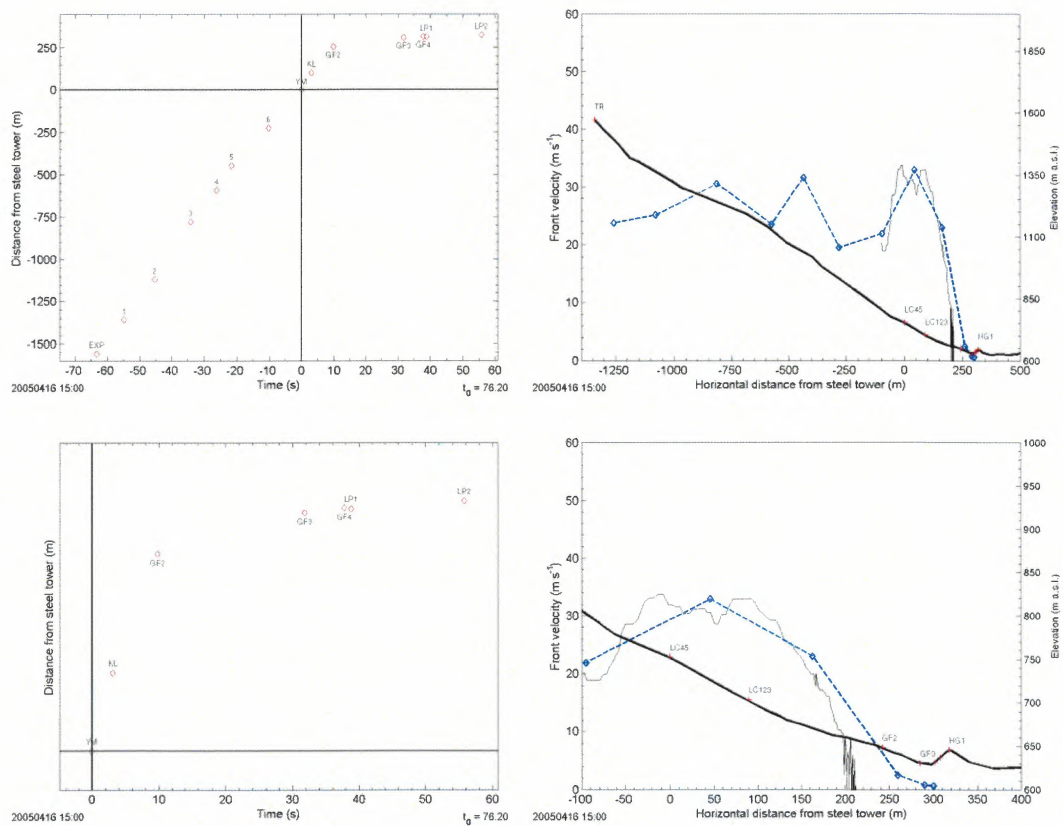 250
0
-250
-500
-750
-1000
-1250
-1500
Distance from steel tower (m)
EXP
1
2
3
4
5
6
YM
KL
GF2
GF3
LP1
GF4
LP2
-70 -60 -50 -40 -30 -20 -10 0 10 20 30 40 50 60
Time (s)
20050416 15:00
t₀ = 76.20
60
50
40
30
20
10
0
Front velocity (m s⁻¹)
TR
LC45
LC123
HG1
1850
1600
1350
1100
850
600
Elevation (m a.s.l.)
-1250 -1000 -750 -500 -250 0 250 500
Horizontal distance from steel tower (m)
20050416 15:00
Distance from steel tower (m)
YM
KL
GF2
GF3
LP1
GF4
LP2
0 10 20 30 40 50 60
Time (s)
20050416 15:00
t₀ = 76.20
60
50
40
30
20
10
0
Front velocity (m s⁻¹)
LC45
LC123
GF2
GF3
HG1
1000
950
900
850
800
750
700
650
600
Elevation (m a.s.l.)
-100 -50 0 50 100 150 200 250 300 350 400
Horizontal distance from steel tower (m)
20050416 15:00